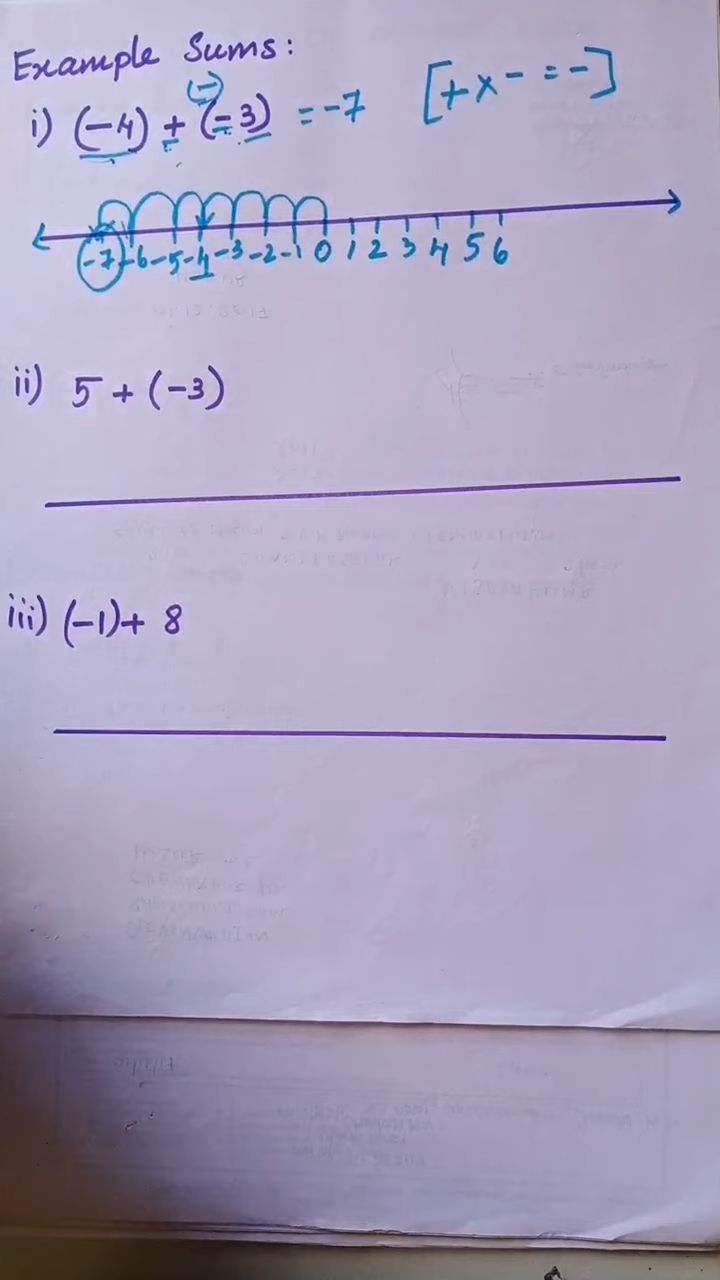 Example Sums:
(-)
i) (-4) + (-3) = -7 [+ x - = -]
-7 -6 -5 -4 -3 -2 -1 0 1 2 3 4 5 6
ii) 5 + (-3)
iii) (-1) + 8